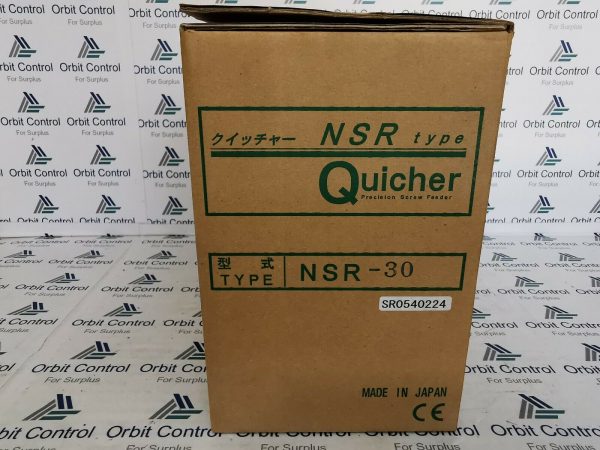 クイッチャー NSR type
Quicher
Precision Screw Feeder
型式 NSR-30
TYPE
SR0540224
MADE IN JAPAN
CE
Orbit Control
For Surplus